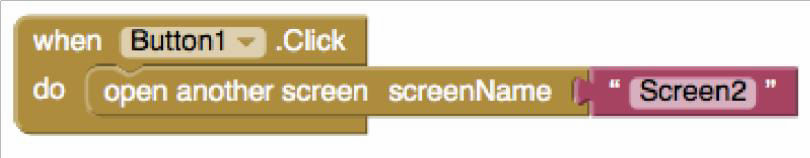 when Button1 .Click
do open another screen screenName “ Screen2 ”